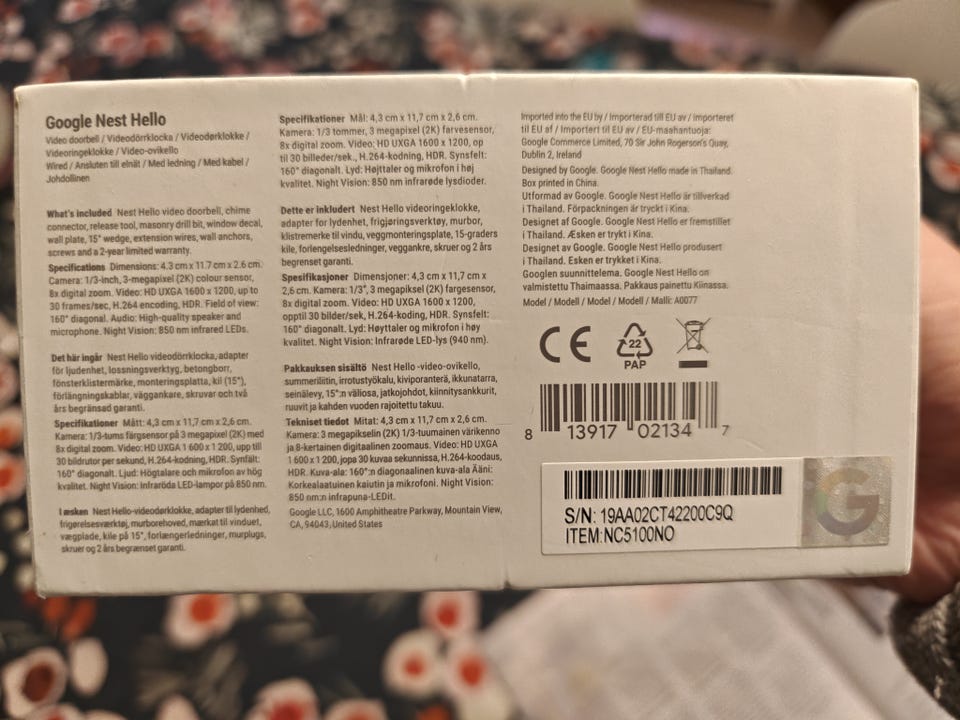 Google Nest Hello
Video doorbell / Videodörrklocka / Videodørklokke /
Videoringeklokke / Video-ovikello
Wired / Ansluten till elnät / Med ledning / Med kabel /
Johdollinen
What's included Nest Hello video doorbell, chime
connector, release tool, masonry drill bit, window decal,
wall plate, 15° wedge, extension wires, wall anchors,
screws and a 2-year limited warranty.
Specifications Dimensions: 4.3 cm x 11.7 cm x 2.6 cm.
Camera: 1/3-inch, 3-megapixel (2K) colour sensor,
8x digital zoom. Video: HD UXGA 1600 x 1200, up to
30 frames/sec, H.264 encoding, HDR. Field of view:
160° diagonal. Audio: High-quality speaker and
microphone. Night Vision: 850 nm infrared LEDs.
Det här ingår Nest Hello videodörrklocka, adapter
för ljudenhet, lossningsverktyg, betongborr,
fönsterklistermärke, monteringsplatta, kil (15°),
förlängningskablar, väggankare, skruvar och två
års begränsad garanti.
Specifikationer Mått: 4,3 cm x 11,7 cm x 2,6 cm.
Kamera: 1/3-tums färgsensor på 3 megapixel (2K) med
8x digital zoom. Video: HD UXGA 1 600 x 1 200, upp till
30 bildrutor per sekund, H.264-kodning, HDR. Synfält:
160° diagonalt. Ljud: Högtalare och mikrofon av hög
kvalitet. Night Vision: Infraröda LED-lampor på 850 nm.
I æsken Nest Hello-videodørklokke, adapter til lydenhed,
frigørelsesværktøj, murborehoved, mærkat til vinduet,
vægplade, kile på 15°, forlængerledninger, murplugs,
skruer og 2 års begrænset garanti.
Specifikationer Mål: 4,3 cm x 11,7 cm x 2,6 cm.
Kamera: 1/3 tommer, 3 megapixel (2K) farvesensor,
8x digital zoom. Video: HD UXGA 1600 x 1200, op
til 30 billeder/sek., H.264-kodning, HDR. Synsfelt:
160° diagonalt. Lyd: Højttaler og mikrofon i høj
kvalitet. Night Vision: 850 nm infrarøde lysdioder.
Dette er inkludert Nest Hello videoringeklokke,
adapter for lydenhet, frigjøringsverktøy, murbor,
klistremerke til vindu, veggmonteringsplate, 15-graders
kile, forlengelsesledninger, veggankre, skruer og 2 års
begrenset garanti.
Spesifikasjoner Dimensjoner: 4,3 cm x 11,7 cm x
2,6 cm. Kamera: 1/3", 3 megapixel (2K) fargesensor,
8x digital zoom. Video: HD UXGA 1600 x 1200,
opptil 30 bilder/sek, H.264-koding, HDR. Synsfelt:
160° diagonalt. Lyd: Høyttaler og mikrofon i høy
kvalitet. Night Vision: Infrarøde LED-lys (940 nm).
Pakkauksen sisältö Nest Hello -video-ovikello,
summeriliitin, irrotustyökalu, kiviporanterä, ikkunatarra,
seinälevy, 15°:n väliosa, jatkojohdot, kiinnitysankkurit,
ruuvit ja kahden vuoden rajoitettu takuu.
Tekniset tiedot Mitat: 4,3 cm x 11,7 cm x 2,6 cm.
Kamera: 3 megapikselin (2K) 1/3-tuumainen värikenno
ja 8-kertainen digitaalinen zoomaus. Video: HD UXGA
1 600 x 1 200, jopa 30 kuvaa sekunnissa, H.264-koodaus,
HDR. Kuva-ala: 160°:n diagonaalinen kuva-ala Ääni:
Korkealaatuinen kaiutin ja mikrofoni. Night Vision:
850 nm:n infrapuna-LEDit.
Google LLC, 1600 Amphitheatre Parkway, Mountain View,
CA, 94043, United States
Imported into the EU by / Importerad till EU av / Importeret
til EU af / Importert til EU av / EU-maahantuoja:
Google Commerce Limited, 70 Sir John Rogerson's Quay,
Dublin 2, Ireland
Designed by Google. Google Nest Hello made in Thailand.
Box printed in China.
Utformad av Google. Google Nest Hello är tillverkad
i Thailand. Förpackningen är tryckt i Kina.
Designet af Google. Google Nest Hello er fremstillet
i Thailand. Æsken er trykt i Kina.
Designet av Google. Google Nest Hello produsert
i Thailand. Esken er trykket i Kina.
Googlen suunnittelema. Google Nest Hello on
valmistettu Thaimaassa. Pakkaus painettu Kiinassa.
Model / Modell / Model / Modell / Malli: A0077
CE
22
PAP
8 13917 02134 7
S/N: 19AA02CT42200C9Q
ITEM:NC5100NO
G